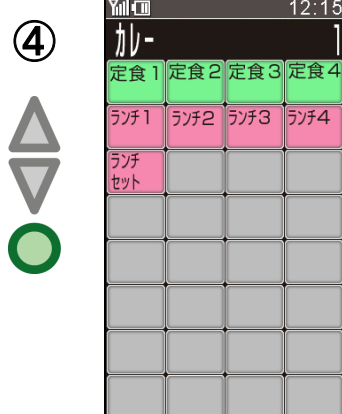 ④
12:15
カレー 1
定食1 定食2 定食3 定食4
ランチ1 ランチ2 ランチ3 ランチ4
ランチ
セット